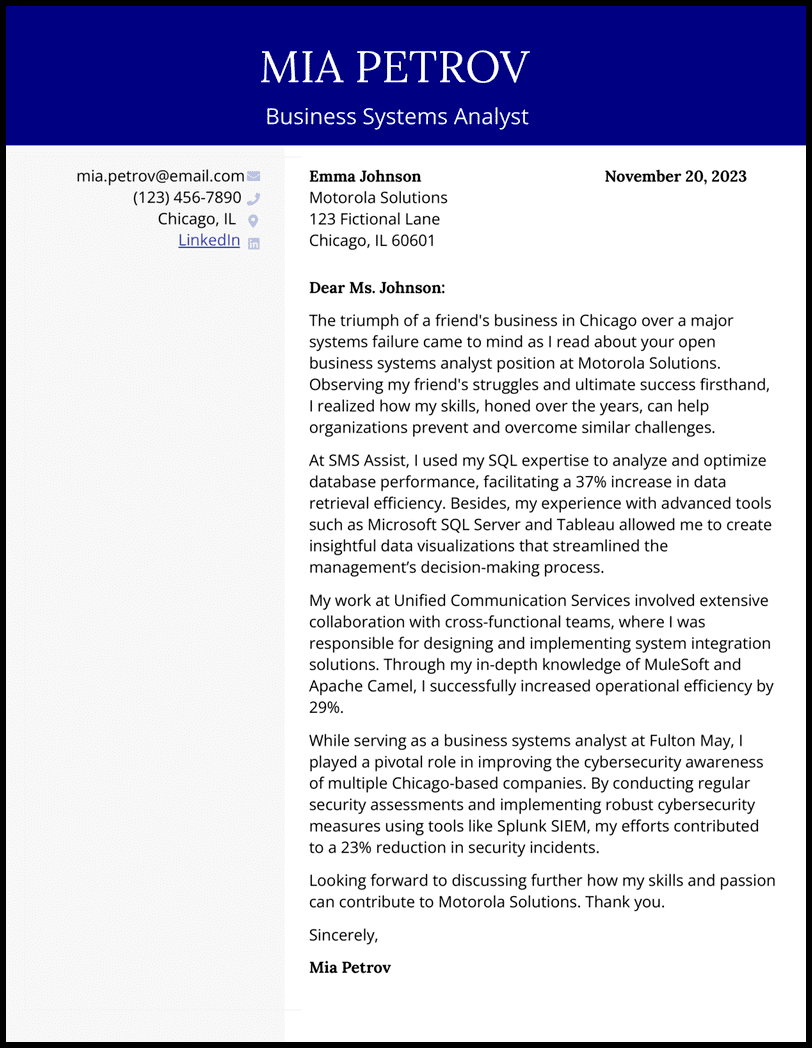 MIA PETROV
Business Systems Analyst
mia.petrov@email.com
(123) 456-7890
Chicago, IL
LinkedIn
Emma Johnson
November 20, 2023
Motorola Solutions
123 Fictional Lane
Chicago, IL 60601
Dear Ms. Johnson:
The triumph of a friend's business in Chicago over a major
systems failure came to mind as I read about your open
business systems analyst position at Motorola Solutions.
Observing my friend's struggles and ultimate success firsthand,
I realized how my skills, honed over the years, can help
organizations prevent and overcome similar challenges.
At SMS Assist, I used my SQL expertise to analyze and optimize
database performance, facilitating a 37% increase in data
retrieval efficiency. Besides, my experience with advanced tools
such as Microsoft SQL Server and Tableau allowed me to create
insightful data visualizations that streamlined the
management’s decision-making process.
My work at Unified Communication Services involved extensive
collaboration with cross-functional teams, where I was
responsible for designing and implementing system integration
solutions. Through my in-depth knowledge of MuleSoft and
Apache Camel, I successfully increased operational efficiency by
29%.
While serving as a business systems analyst at Fulton May, I
played a pivotal role in improving the cybersecurity awareness
of multiple Chicago-based companies. By conducting regular
security assessments and implementing robust cybersecurity
measures using tools like Splunk SIEM, my efforts contributed
to a 23% reduction in security incidents.
Looking forward to discussing further how my skills and passion
can contribute to Motorola Solutions. Thank you.
Sincerely,
Mia Petrov